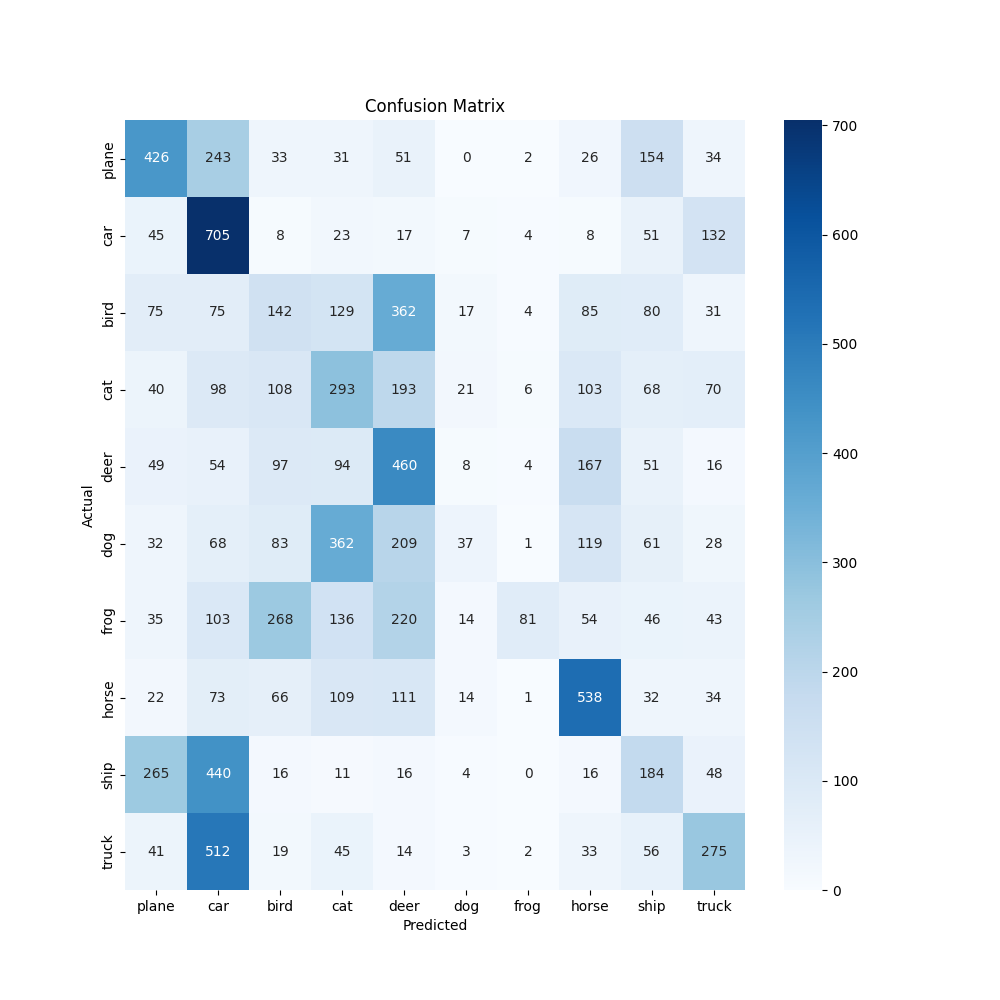 Confusion Matrix
plane 426 243 33 31 51 0 2 26 154 34
car 45 705 8 23 17 7 4 8 51 132
bird 75 75 142 129 362 17 4 85 80 31
cat 40 98 108 293 193 21 6 103 68 70
deer 49 54 97 94 460 8 4 167 51 16
dog 32 68 83 362 209 37 1 119 61 28
frog 35 103 268 136 220 14 81 54 46 43
horse 22 73 66 109 111 14 1 538 32 34
ship 265 440 16 11 16 4 0 16 184 48
truck 41 512 19 45 14 3 2 33 56 275
plane car bird cat deer dog frog horse ship truck
Predicted
Actual
700
600
500
400
300
200
100
0